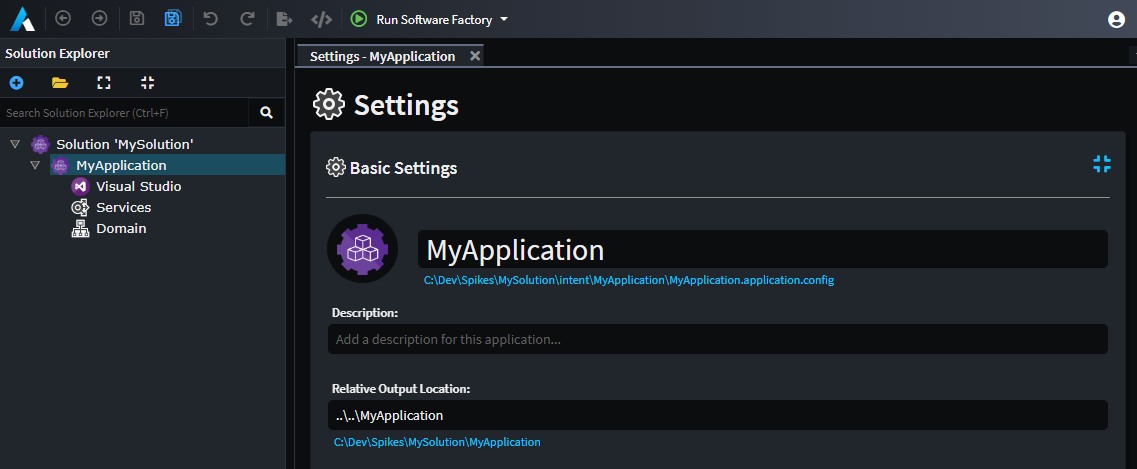 Run Software Factory
Solution Explorer
Settings - MyApplication
Search Solution Explorer (Ctrl+F)
Solution 'MySolution'
MyApplication
Visual Studio
Services
Domain
Settings
Basic Settings
MyApplication
C:\Dev\Spikes\MySolution\intent\MyApplication\MyApplication.application.config
Description:
Add a description for this application...
Relative Output Location:
..\..\MyApplication
C:\Dev\Spikes\MySolution\MyApplication